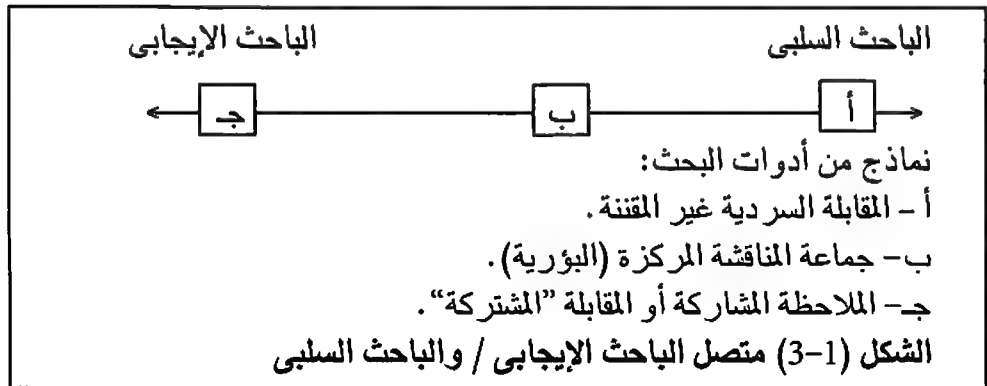 الباحث السلبى الباحث الإيجابى
أ ب جـ
نماذج من أدوات البحث:
أ – المقابلة السردية غير المقننة.
ب– جماعة المناقشة المركزة (البؤرية).
جـ– الملاحظة المشاركة أو المقابلة ”المشتركة“.
الشكل (1–3) متصل الباحث الإيجابى / والباحث السلبى